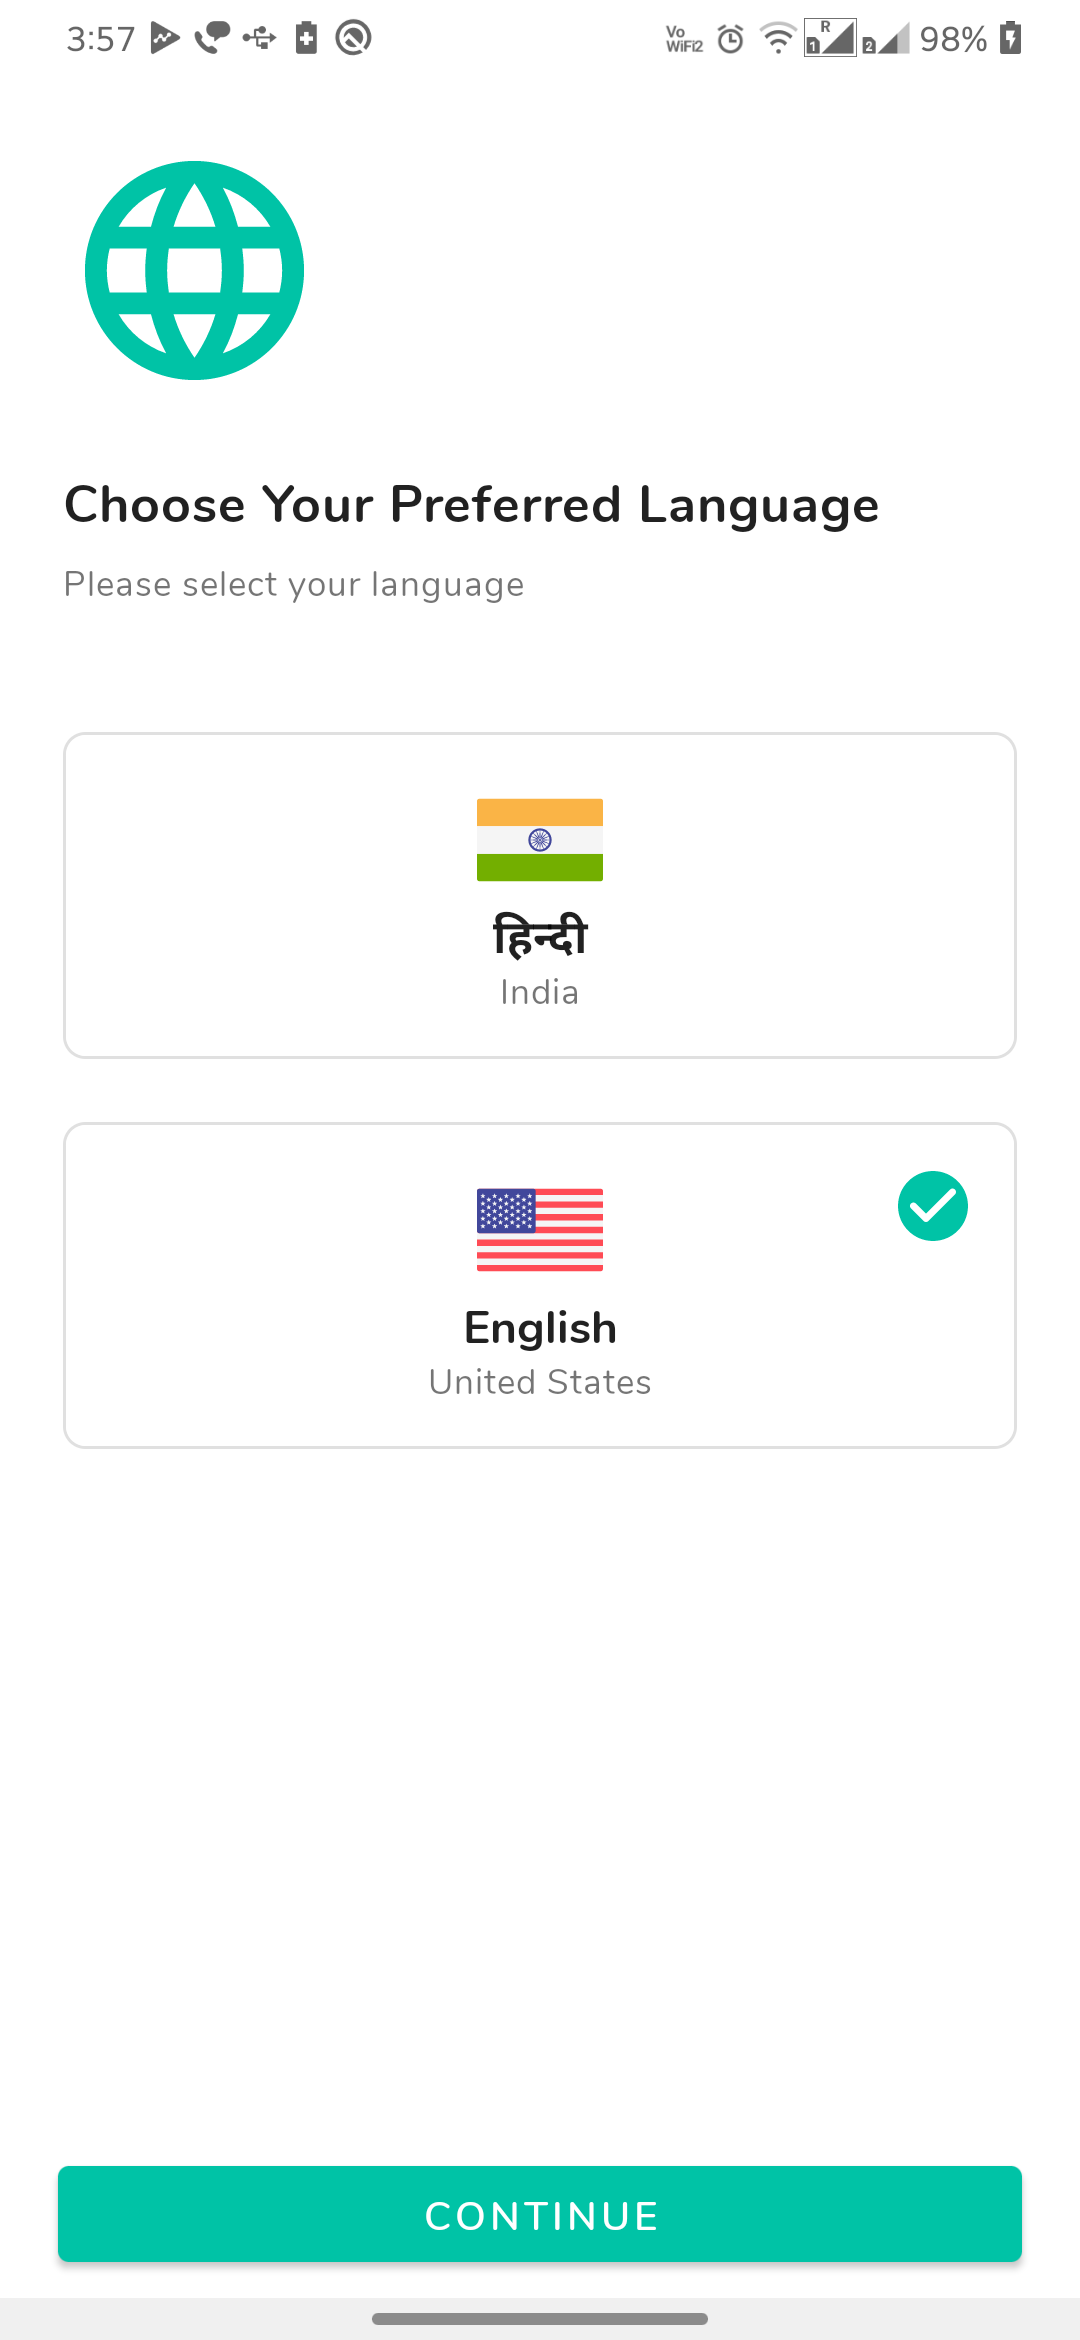 3:57
Vo WiFi2 1 R 2 98%
Choose Your Preferred Language
Please select your language
हिन्दी
India
English
United States
CONTINUE